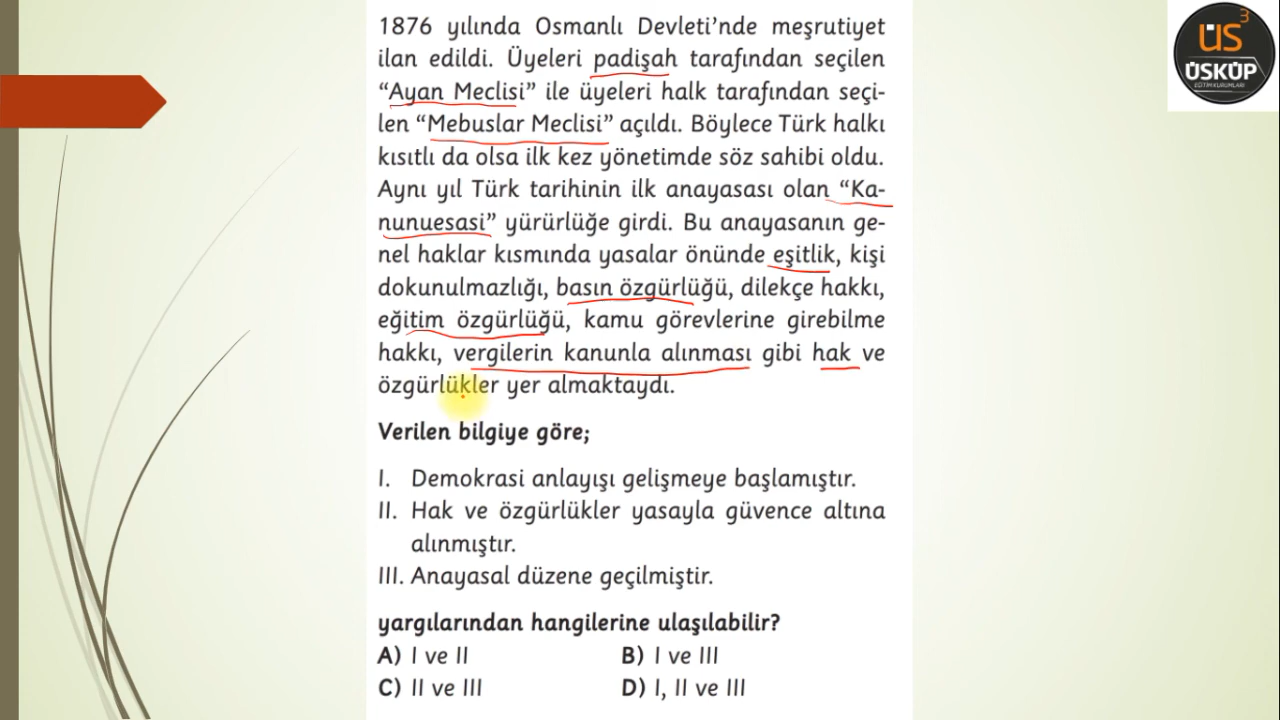 1876 yılında Osmanlı Devleti’nde meşrutiyet
ilan edildi. Üyeleri padişah tarafından seçilen
“Ayan Meclisi” ile üyeleri halk tarafından seçi-
len “Mebuslar Meclisi” açıldı. Böylece Türk halkı
kısıtlı da olsa ilk kez yönetimde söz sahibi oldu.
Aynı yıl Türk tarihinin ilk anayasası olan “Ka-
nunuesasi” yürürlüğe girdi. Bu anayasanın ge-
nel haklar kısmında yasalar önünde eşitlik, kişi
dokunulmazlığı, basın özgürlüğü, dilekçe hakkı,
eğitim özgürlüğü, kamu görevlerine girebilme
hakkı, vergilerin kanunla alınması gibi hak ve
özgürlükler yer almaktaydı.
Verilen bilgiye göre;
I. Demokrasi anlayışı gelişmeye başlamıştır.
II. Hak ve özgürlükler yasayla güvence altına
alınmıştır.
III. Anayasal düzene geçilmiştir.
yargılarından hangilerine ulaşılabilir?
A) I ve II B) I ve III
C) II ve III D) I, II ve III
üs3
ÜSKÜP
EĞİTİM KURUMLARI